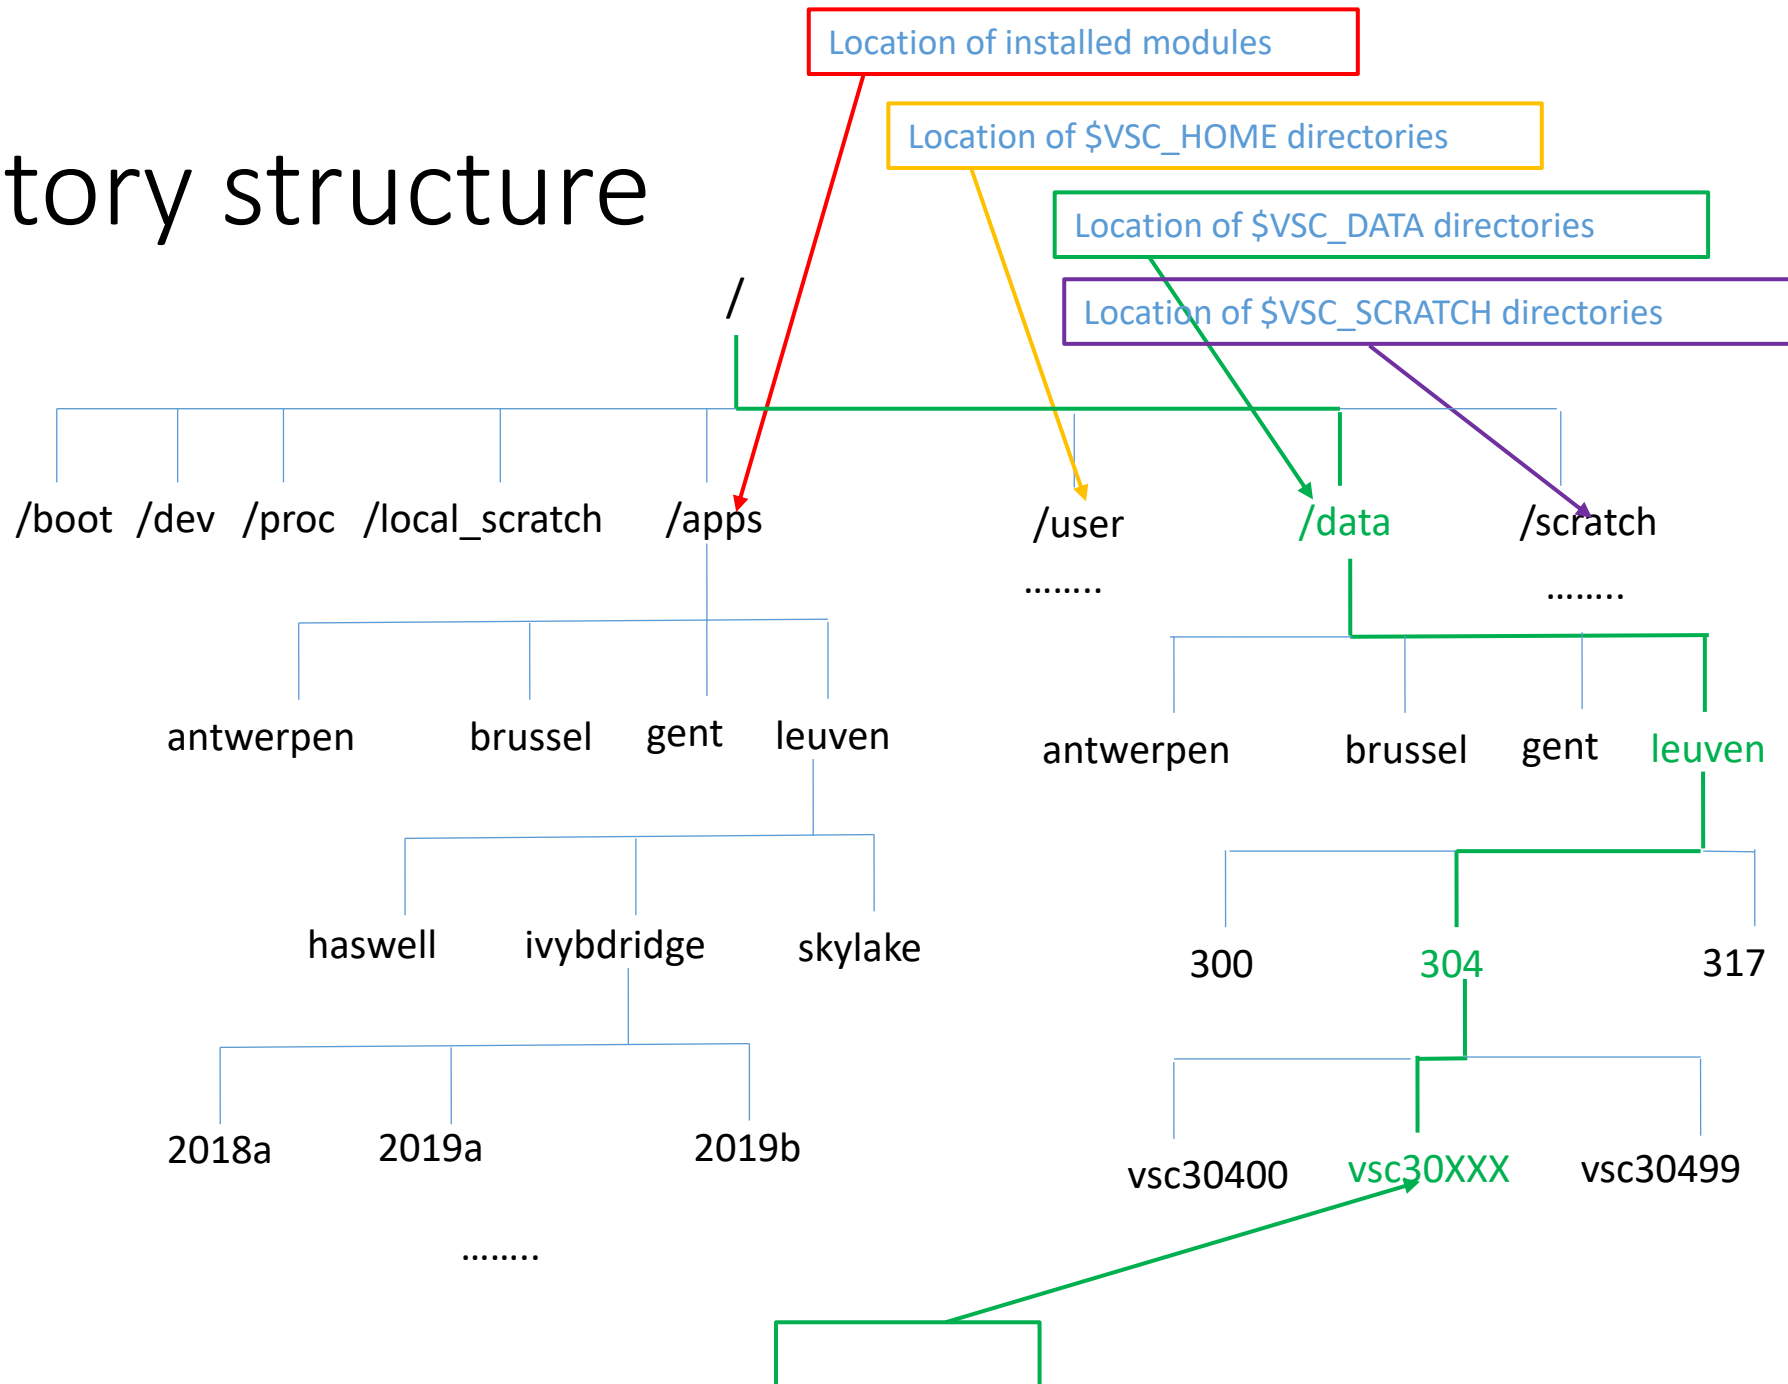 Location of installed modules
Location of $VSC_HOME directories
tory structure
Location of $VSC_DATA directories
/
Location of $VSC_SCRATCH directories
/boot /dev /proc /local_scratch /apps /user /data /scratch
........ ........
antwerpen brussel gent leuven antwerpen brussel gent leuven
haswell ivybdridge skylake 300 304 317
2018a 2019a 2019b vsc30400 vsc30XXX vsc30499
........